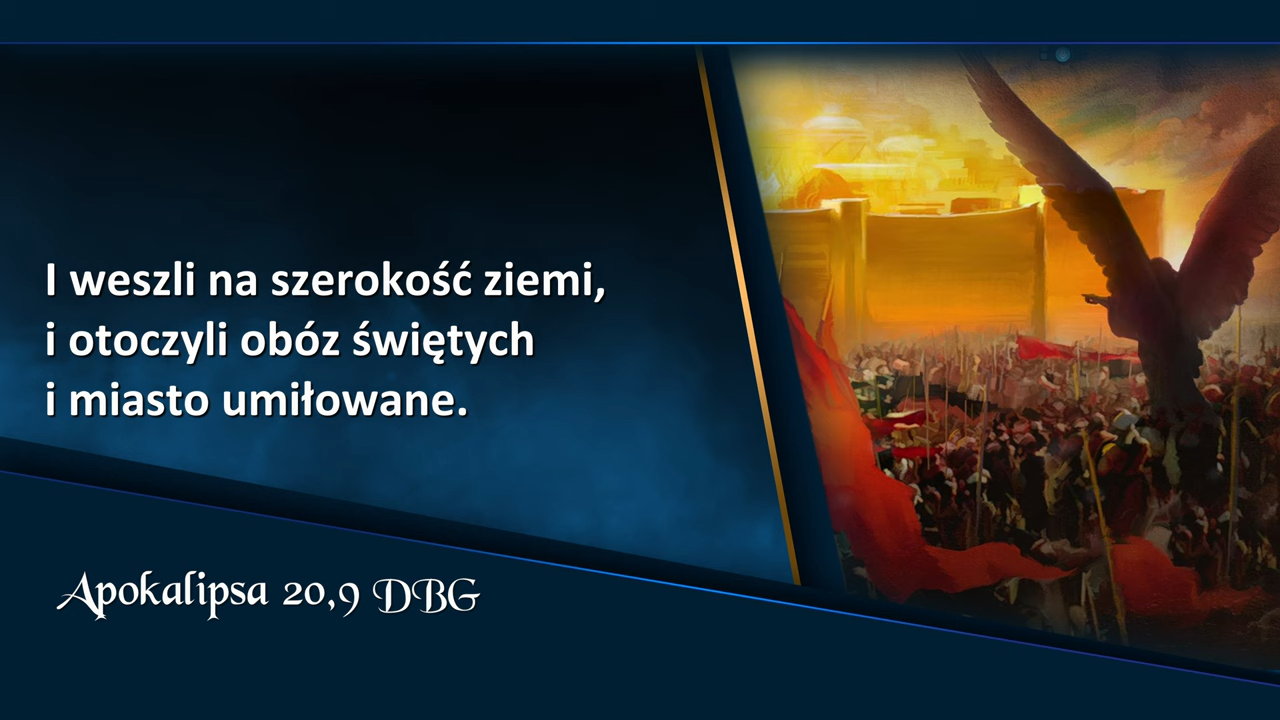 I weszli na szerokość ziemi,
i otoczyli obóz świętych
i miasto umiłowane.
Apokalipsa 20,9 DBG